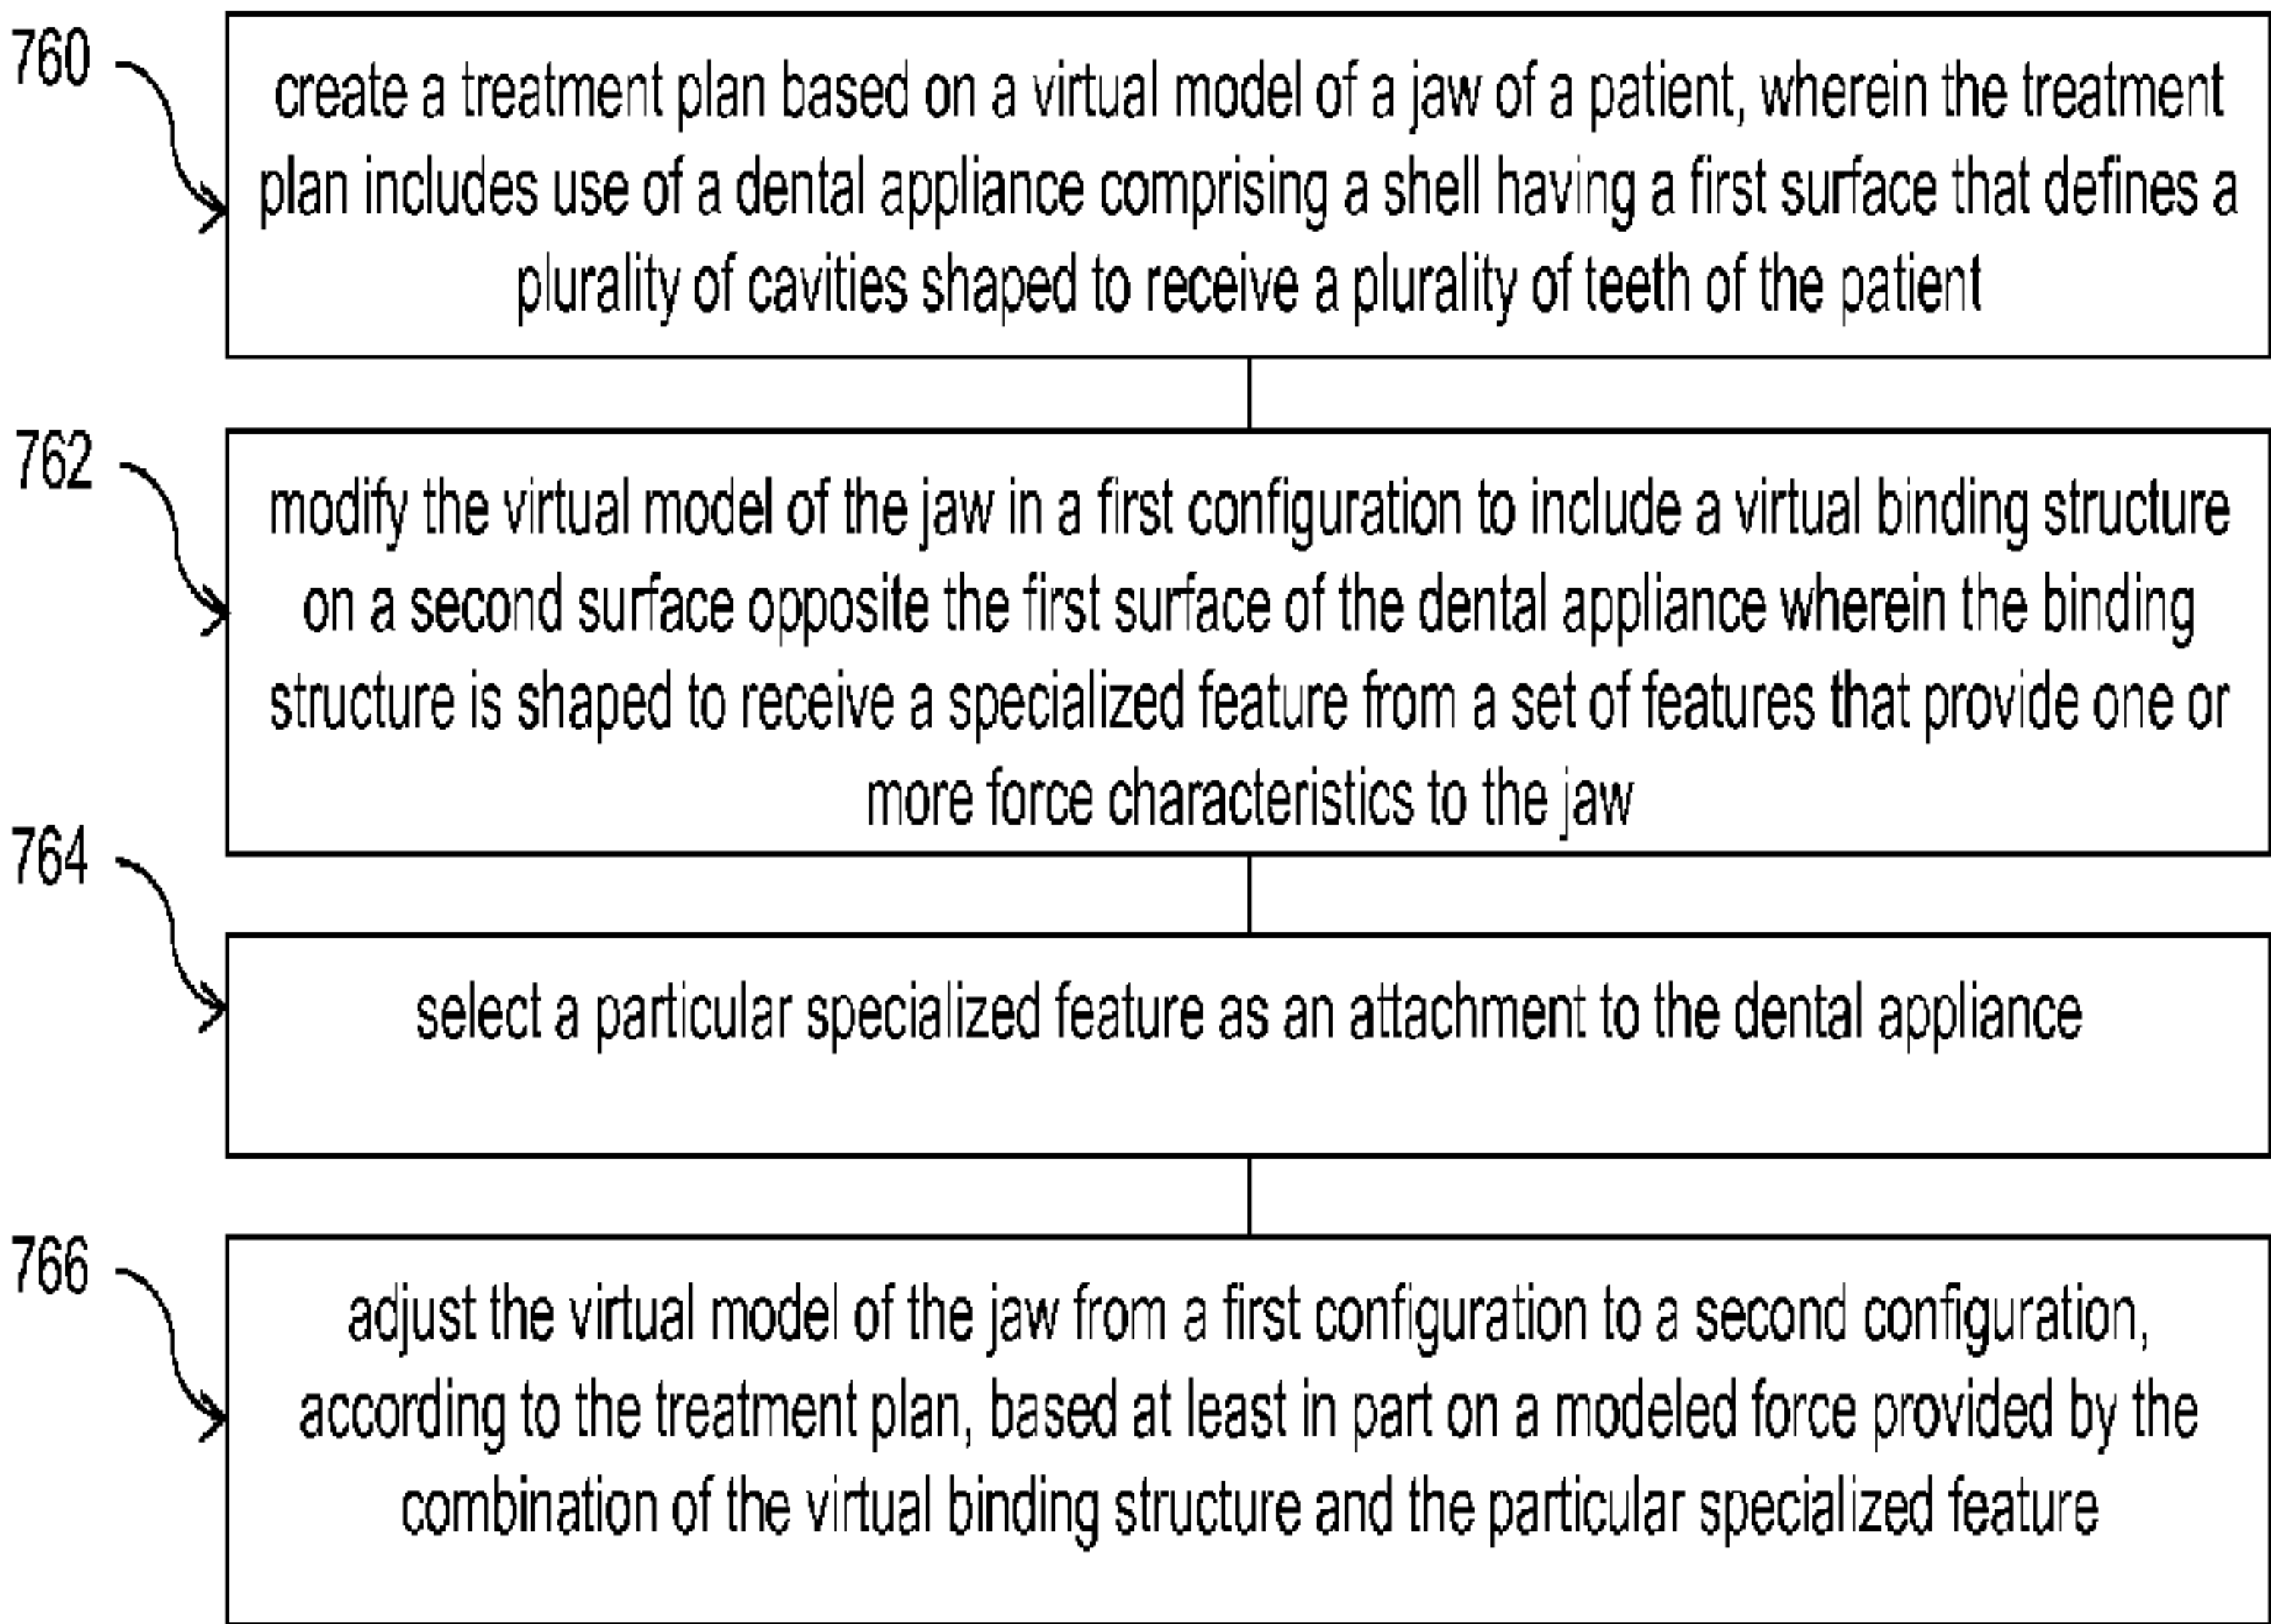 760
create a treatment plan based on a virtual model of a jaw of a patient, wherein the treatment
plan includes use of a dental appliance comprising a shell having a first surface that defines a
plurality of cavities shaped to receive a plurality of teeth of the patient
762
modify the virtual model of the jaw in a first configuration to include a virtual binding structure
on a second surface opposite the first surface of the dental appliance wherein the binding
structure is shaped to receive a specialized feature from a set of features that provide one or
more force characteristics to the jaw
764
select a particular specialized feature as an attachment to the dental appliance
766
adjust the virtual model of the jaw from a first configuration to a second configuration,
according to the treatment plan, based at least in part on a modeled force provided by the
combination of the virtual binding structure and the particular specialized feature